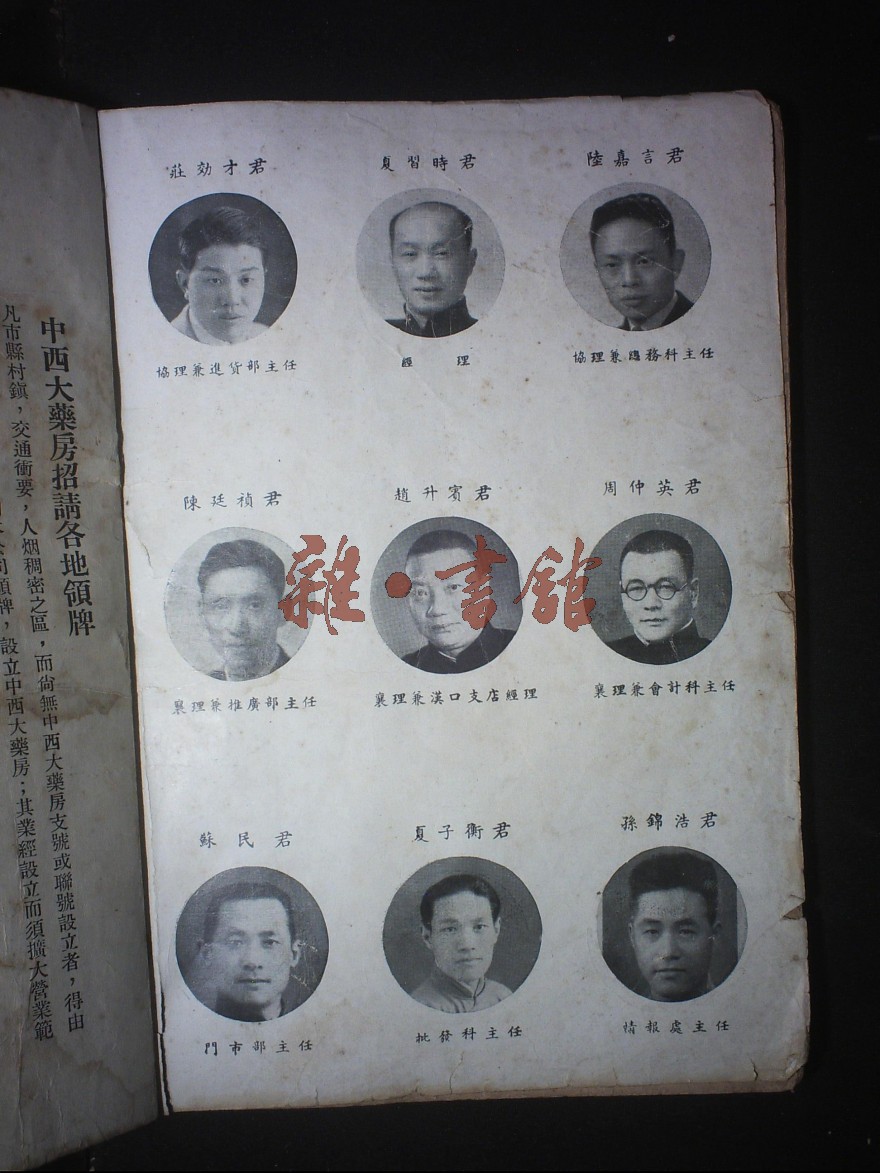 陸嘉言君
夏習時君
莊効才君
協理兼總務科主任
經理
協理兼進貨部主任
周仲英君
趙升賓君
陳廷禎君
襄理兼會計科主任
襄理兼漢口支店經理
襄理兼推廣部主任
孫錦浩君
夏子衡君
蘇民君
情報處主任
批發科主任
門市部主任
雜·書館
中西大藥房招請各地領牌
凡市縣村鎭，交通衝要，人烟稠密之區，而尙無中西大藥房支號或聯號設立者，得由
領牌，設立中西大藥房；其業經設立而須擴大營業範